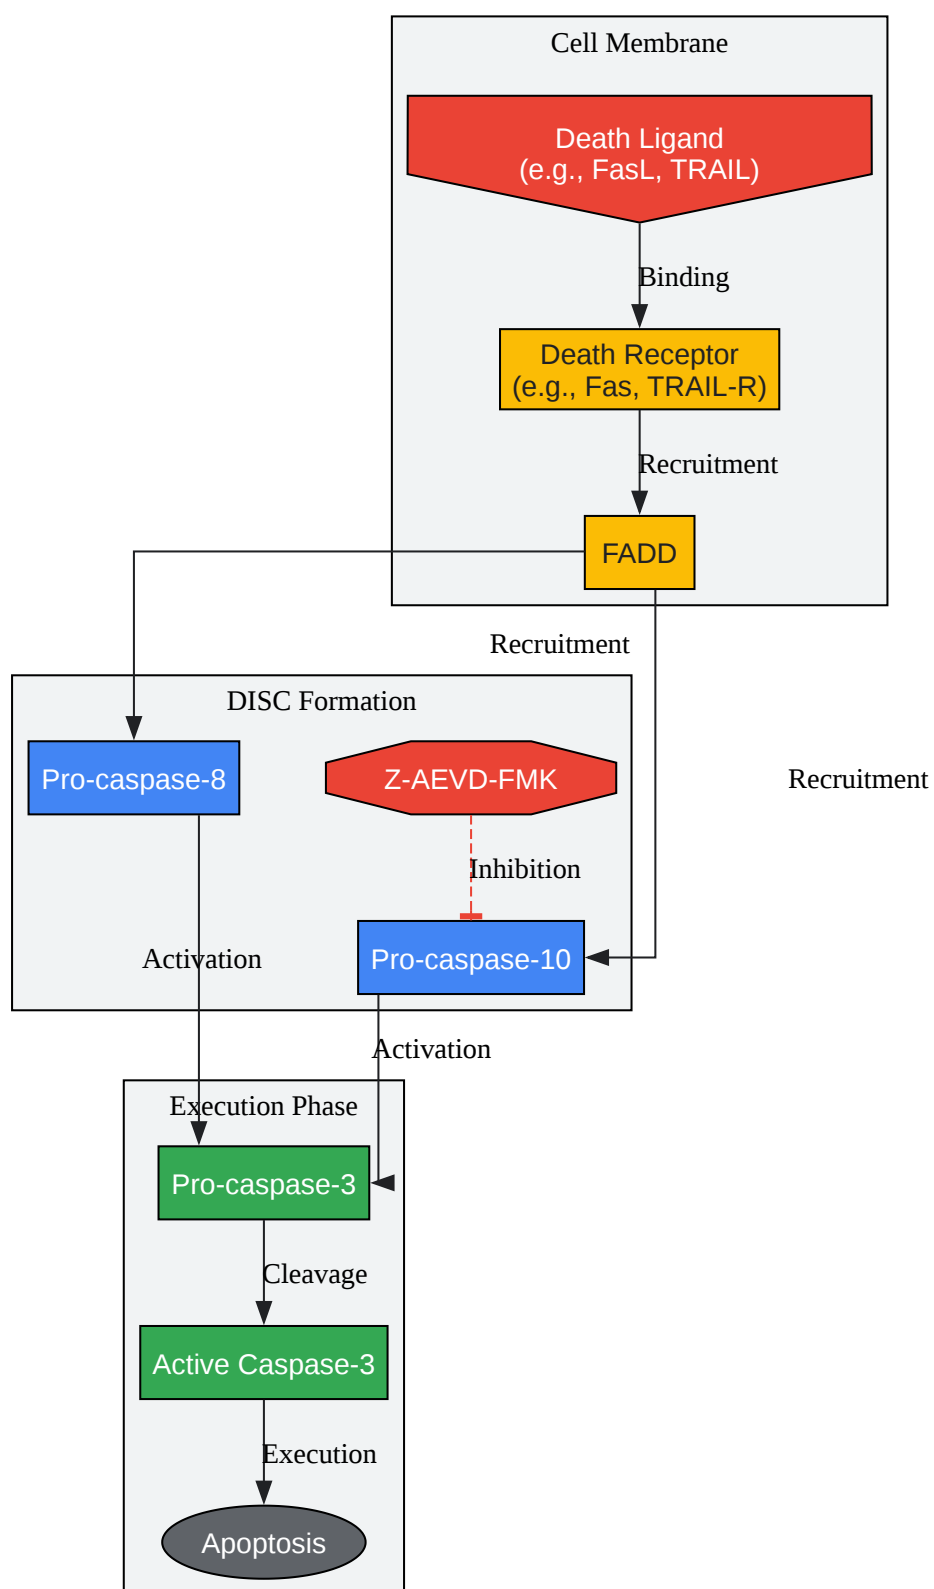 Cell Membrane
Death Ligand
(e.g., FasL, TRAIL)
Binding
Death Receptor
(e.g., Fas, TRAIL-R)
Recruitment
FADD
Recruitment
DISC Formation
Pro-caspase-8
Z-AEVD-FMK
Recruitment
Inhibition
Activation
Pro-caspase-10
Activation
Execution Phase
Pro-caspase-3
Cleavage
Active Caspase-3
Execution
Apoptosis